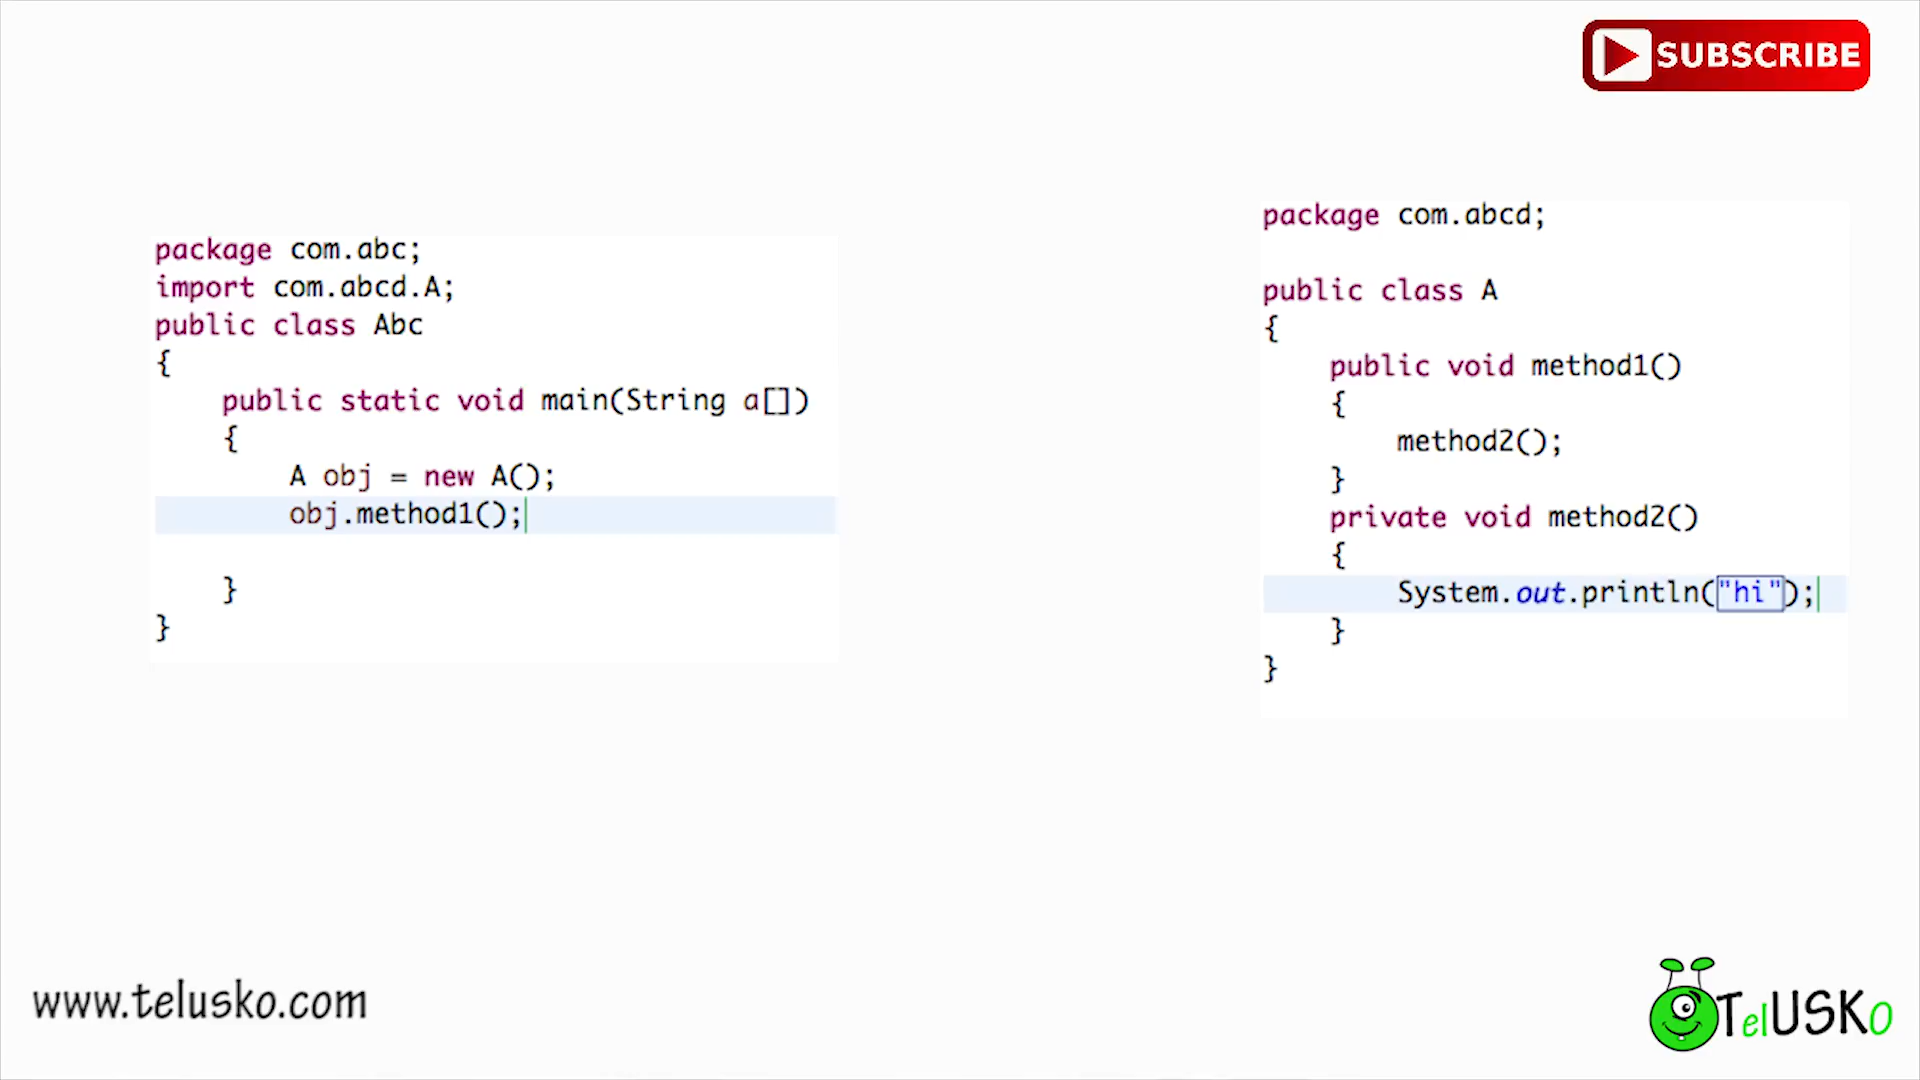 SUBSCRIBE
package com.abc;
import com.abcd.A;
public class Abc
{
public static void main(String a[])
{
A obj = new A();
obj.method1();
}
}
package com.abcd;
public class A
{
public void method1()
{
method2();
}
private void method2()
{
System.out.println("hi");
}
}
www.telusko.com
TelUSKO